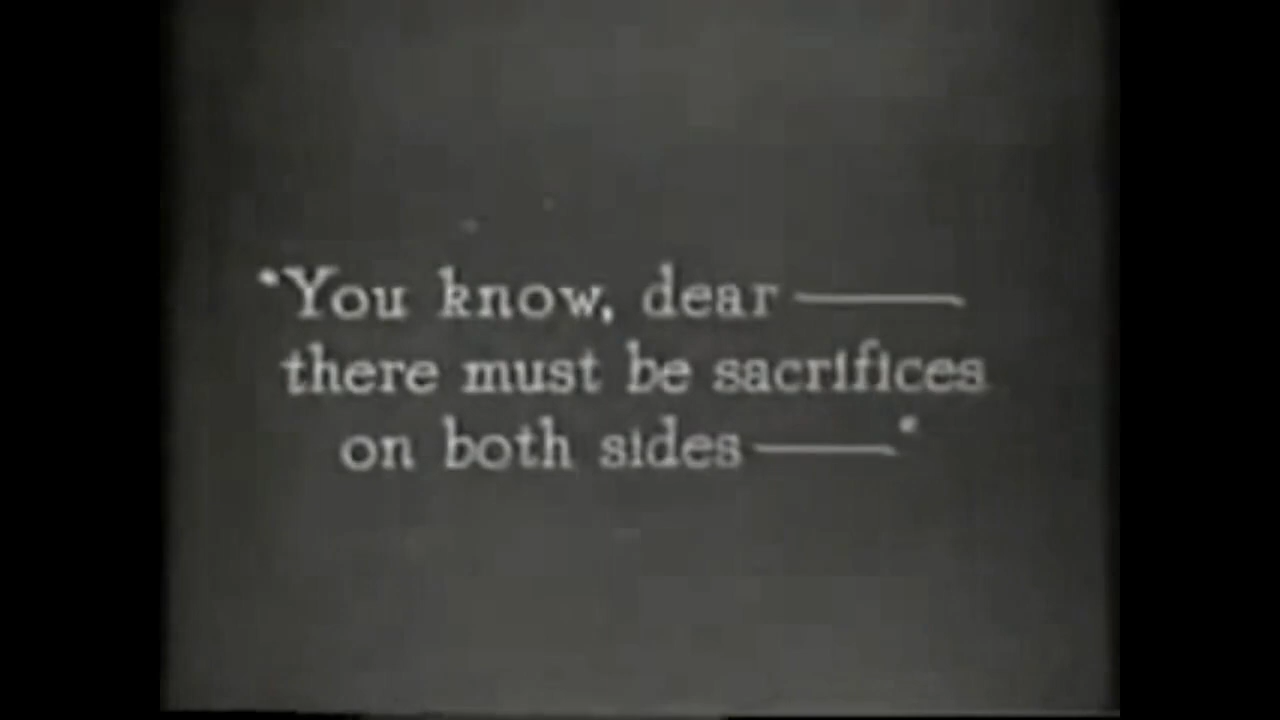 "You know, dear ——
there must be sacrifices
on both sides ——"